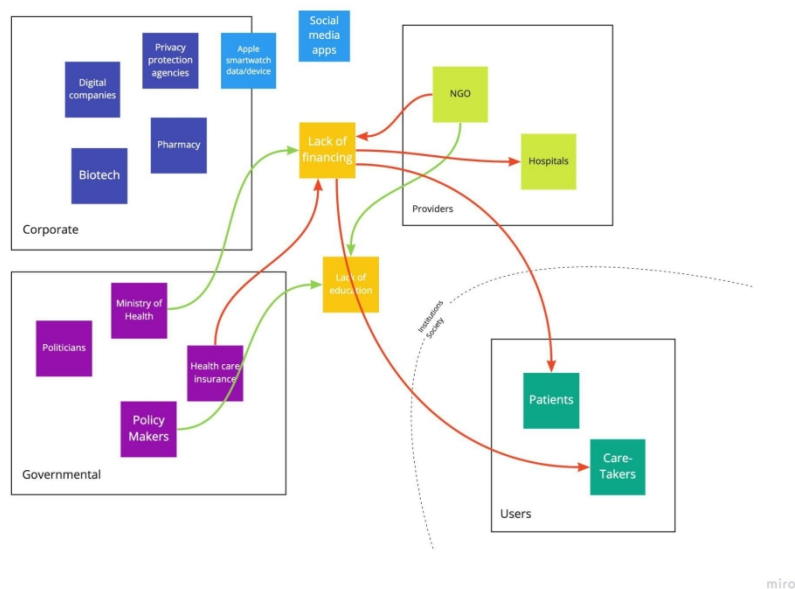 Social
media
apps
Privacy
protection
agencies
Apple
smartwatch
data/device
Digital
companies
Pharmacy
Biotech
Corporate
NGO
Hospitals
Providers
Lack of
financing
Lack of
education
Ministry of
Health
Politicians
Health care
insurance
Policy
Makers
Governmental
Institutions
Society
Patients
Care-
Takers
Users
miro